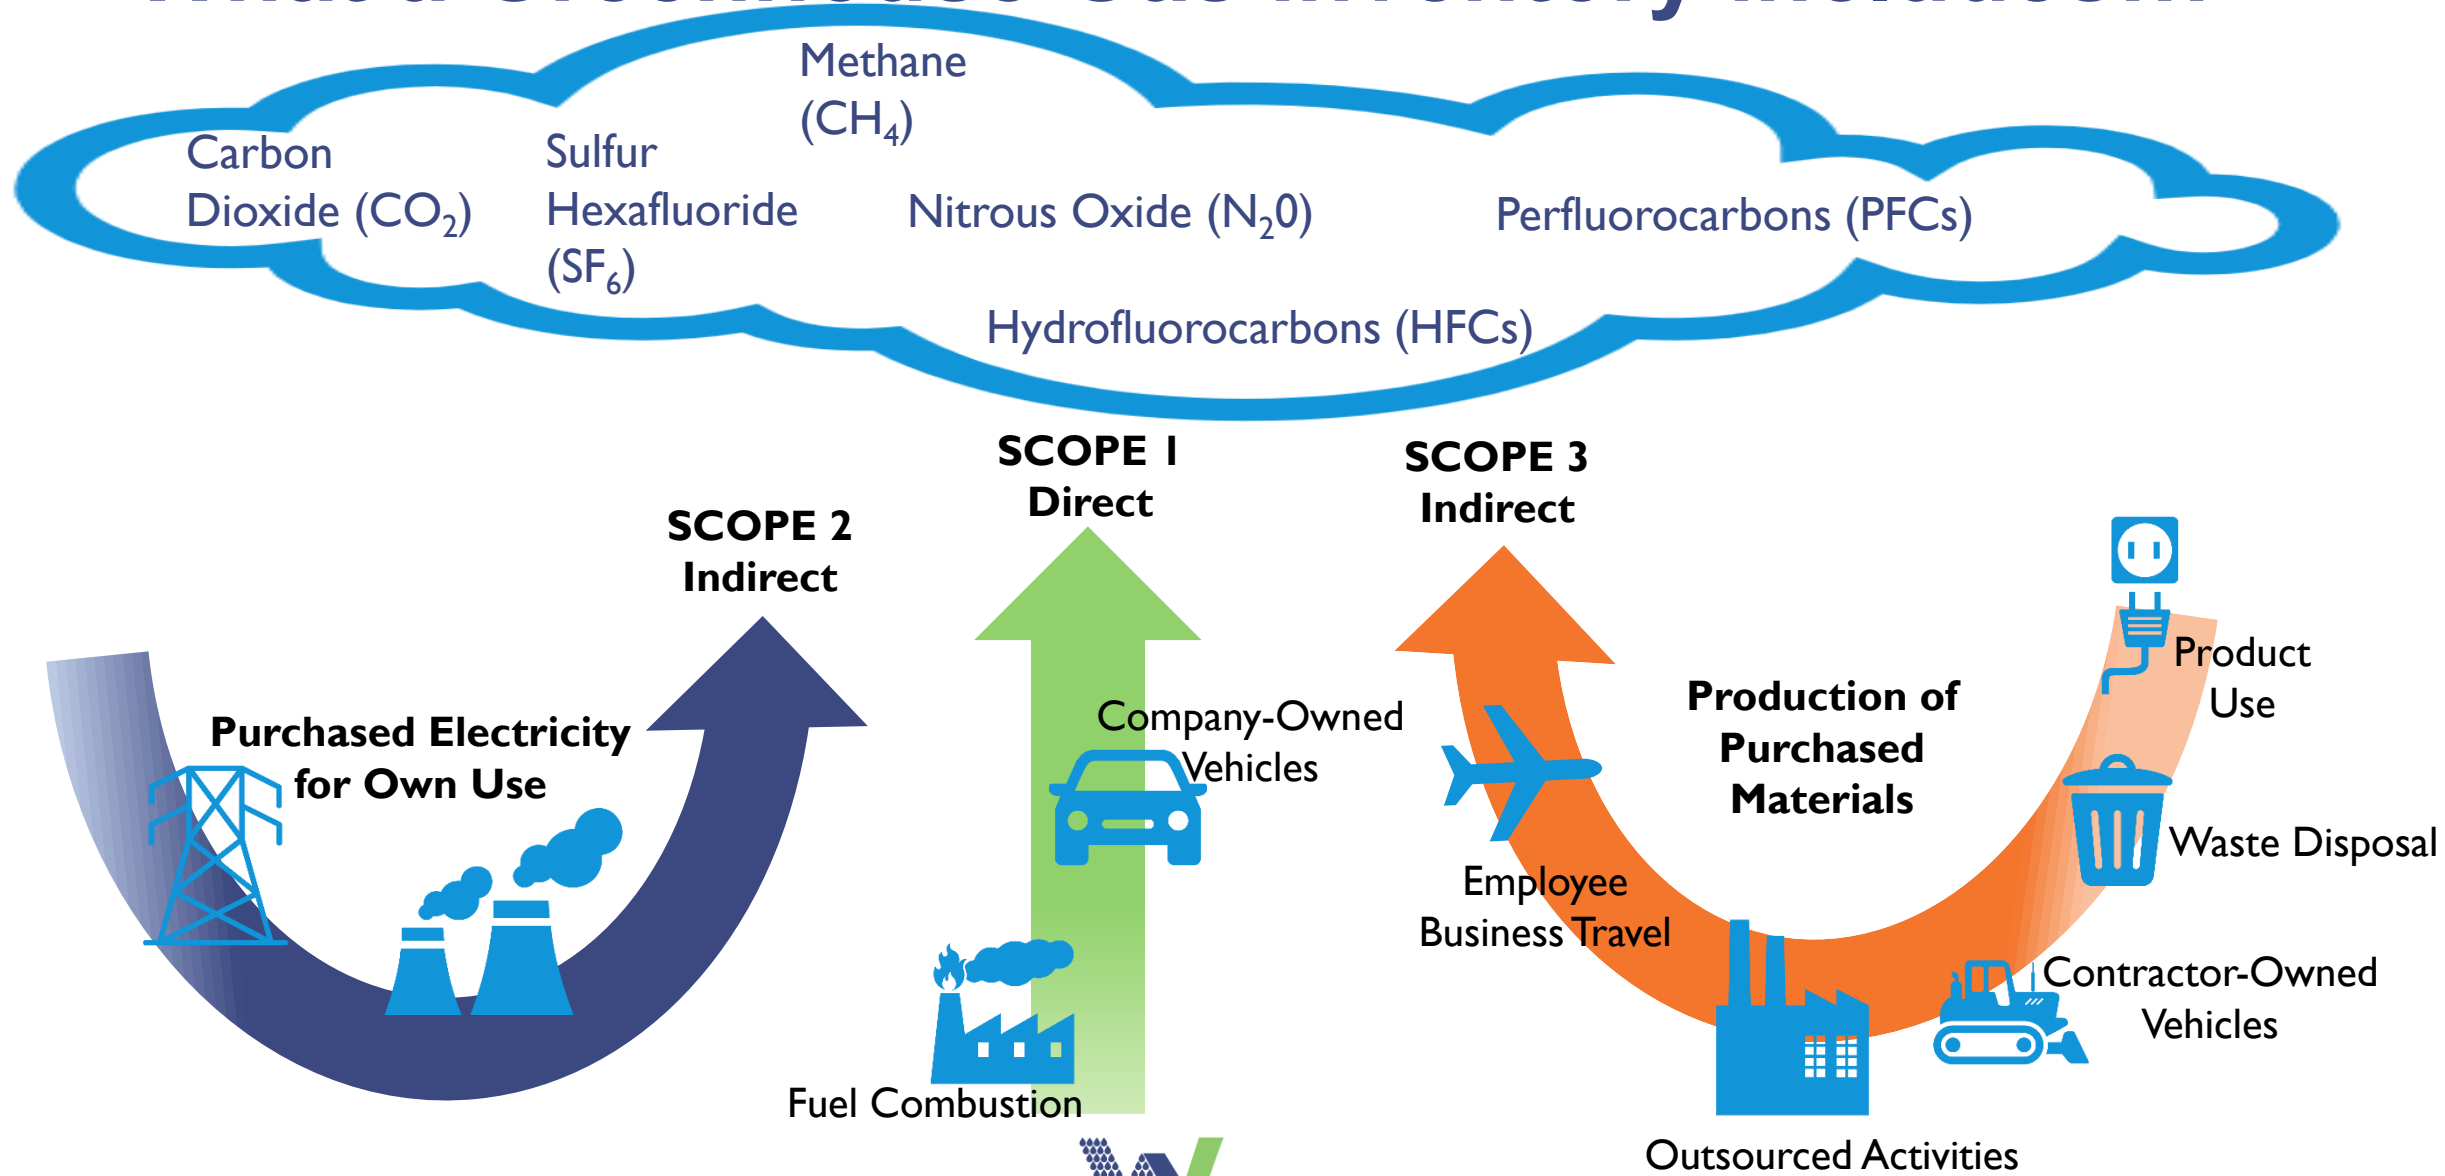 Methane
(CH₄)
Carbon
Dioxide (CO₂)
Sulfur
Hexafluoride
(SF₆)
Nitrous Oxide (N₂0)
Perfluorocarbons (PFCs)
Hydrofluorocarbons (HFCs)
SCOPE 2
Indirect
SCOPE 1
Direct
SCOPE 3
Indirect
Purchased Electricity
for Own Use
Company-Owned
Vehicles
Fuel Combustion
Production of
Purchased
Materials
Product
Use
Waste Disposal
Employee
Business Travel
Contractor-Owned
Vehicles
Outsourced Activities